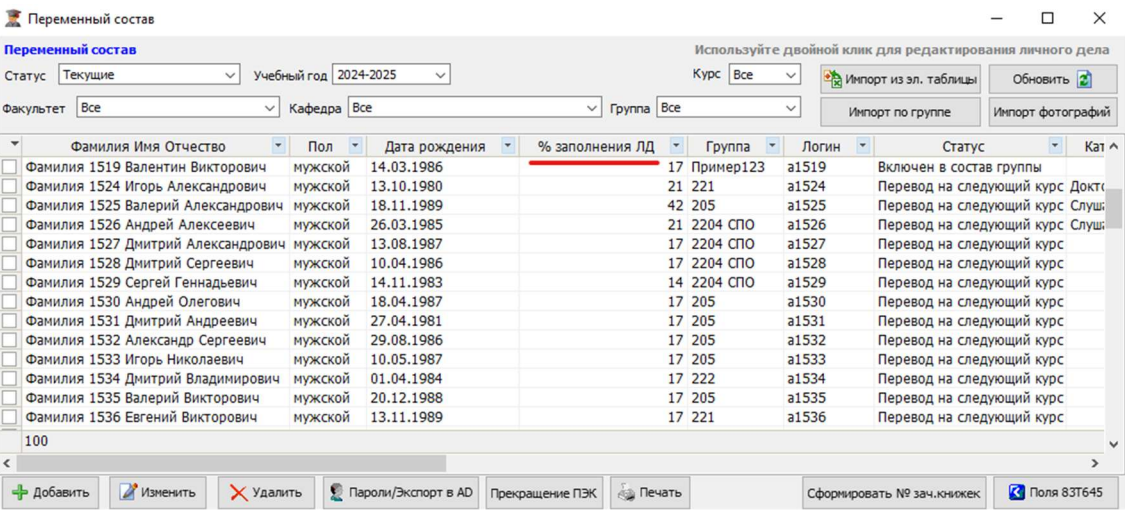 Переменный состав
Переменный состав Используйте двойной клик для редактирования личного дела
Статус Текущие Учебный год 2024-2025 Курс Все Импорт из эл. таблицы Обновить
Факультет Все Кафедра Все Группа Все Импорт по группе Импорт фотографий
Фамилия Имя Отчество Пол Дата рождения % заполнения ЛД Группа Логин Статус Кат
Фамилия 1519 Валентин Викторович мужской 14.03.1986 17 Пример123 a1519 Включен в состав группы
Фамилия 1524 Игорь Александрович мужской 13.10.1980 21 221 a1524 Перевод на следующий курс Докто
Фамилия 1525 Валерий Александрович мужской 18.11.1989 42 205 a1525 Перевод на следующий курс Слуша
Фамилия 1526 Андрей Алексеевич мужской 26.03.1985 21 2204 СПО a1526 Перевод на следующий курс Слуша
Фамилия 1527 Дмитрий Александрович мужской 13.08.1987 17 2204 СПО a1527 Перевод на следующий курс
Фамилия 1528 Дмитрий Сергеевич мужской 10.04.1986 17 2204 СПО a1528 Перевод на следующий курс
Фамилия 1529 Сергей Геннадьевич мужской 14.11.1983 14 2204 СПО a1529 Перевод на следующий курс
Фамилия 1530 Андрей Олегович мужской 18.04.1987 17 205 a1530 Перевод на следующий курс
Фамилия 1531 Дмитрий Андреевич мужской 27.04.1981 17 205 a1531 Перевод на следующий курс
Фамилия 1532 Александр Сергеевич мужской 29.08.1986 17 205 a1532 Перевод на следующий курс
Фамилия 1533 Игорь Николаевич мужской 10.05.1987 17 205 a1533 Перевод на следующий курс
Фамилия 1534 Дмитрий Владимирович мужской 01.04.1984 17 222 a1534 Перевод на следующий курс
Фамилия 1535 Валерий Викторович мужской 20.12.1988 17 205 a1535 Перевод на следующий курс
Фамилия 1536 Евгений Викторович мужской 13.11.1989 17 221 a1536 Перевод на следующий курс
100
Добавить Изменить Удалить Пароли/Экспорт в AD Прекращение ПЭК Печать Сформировать № зач.книжек Поля 83Т645